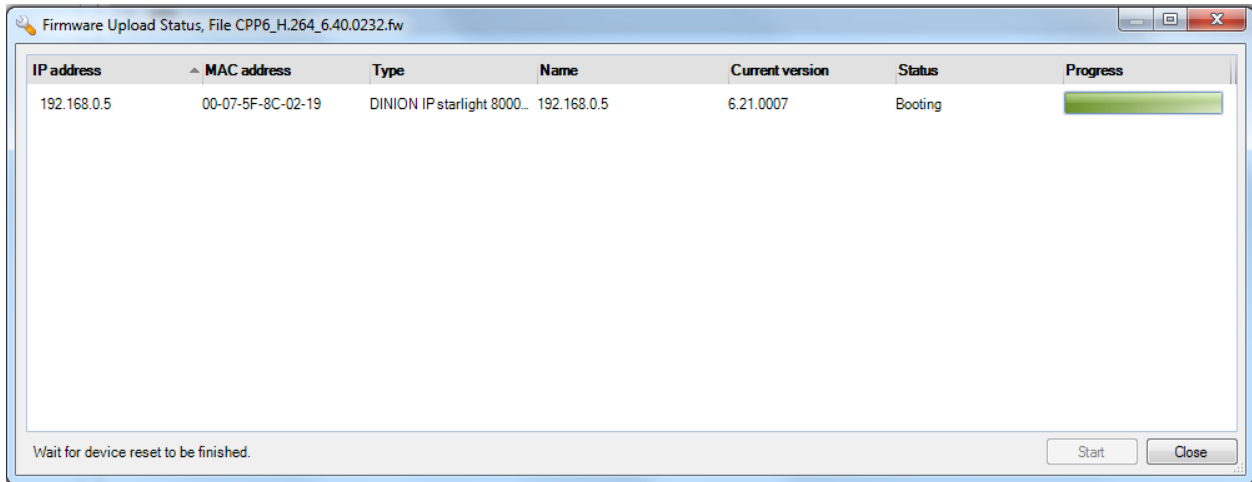 Firmware Upload Status, File CPP6_H.264_6.40.0232.fw
IP address MAC address Type Name Current version Status Progress
192.168.0.5 00-07-5F-8C-02-19 DINION IP starlight 8000... 192.168.0.5 6.21.0007 Booting
Wait for device reset to be finished.
Start Close